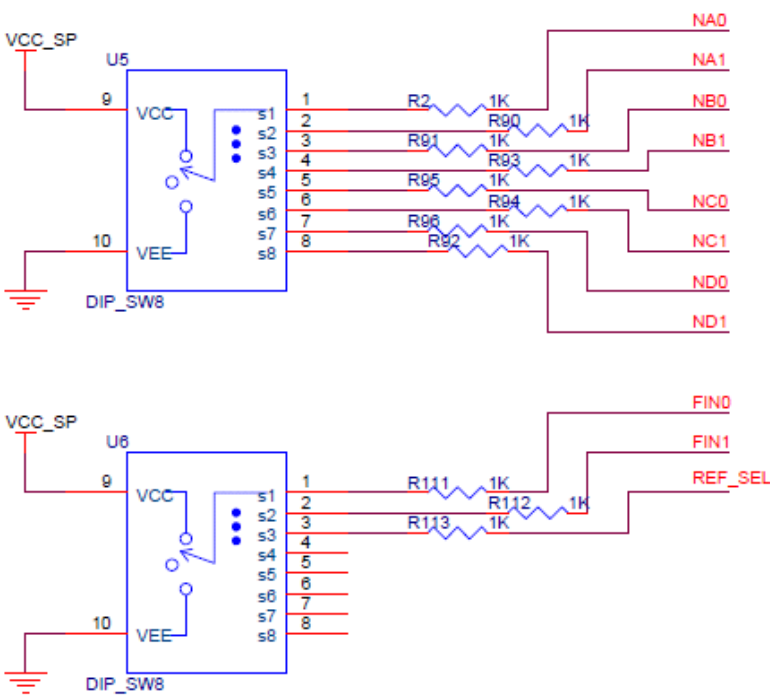 NA0
VCC_SP
U5
NA1
9
VCC
s1
1
R2
1K
NB0
s2
2
R90
1K
s3
3
R91
1K
NB1
s4
4
R93
1K
s5
5
R95
1K
NC0
s6
6
R94
1K
s7
7
R96
1K
NC1
10
VEE
s8
8
R92
1K
ND0
DIP_SW8
ND1
FIN0
VCC_SP
U6
FIN1
9
VCC
s1
1
R111
1K
REF_SEL
s2
2
R112
1K
s3
3
R113
1K
s4
4
s5
5
s6
6
s7
7
10
VEE
s8
8
DIP_SW8